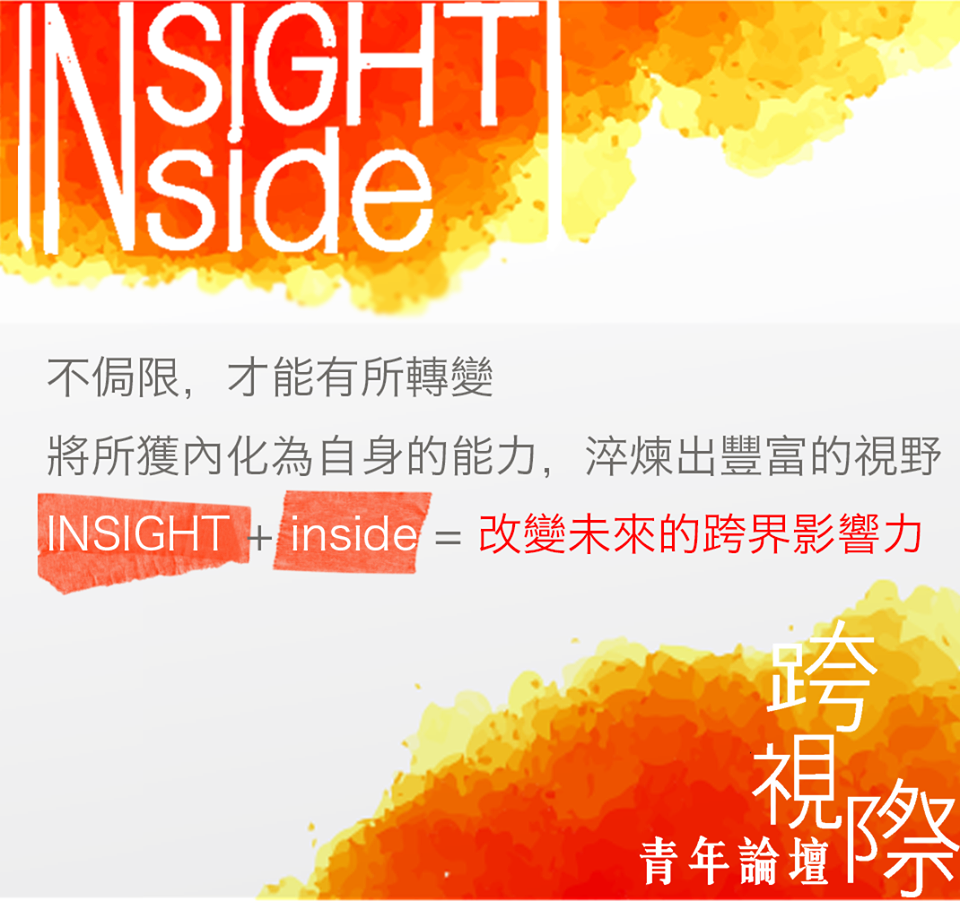 INSIGHT
Nside
不侷限，才能有所轉變
將所獲內化為自身的能力，淬煉出豐富的視野
INSIGHT + inside = 改變未來的跨界影響力
跨視際
青年論壇